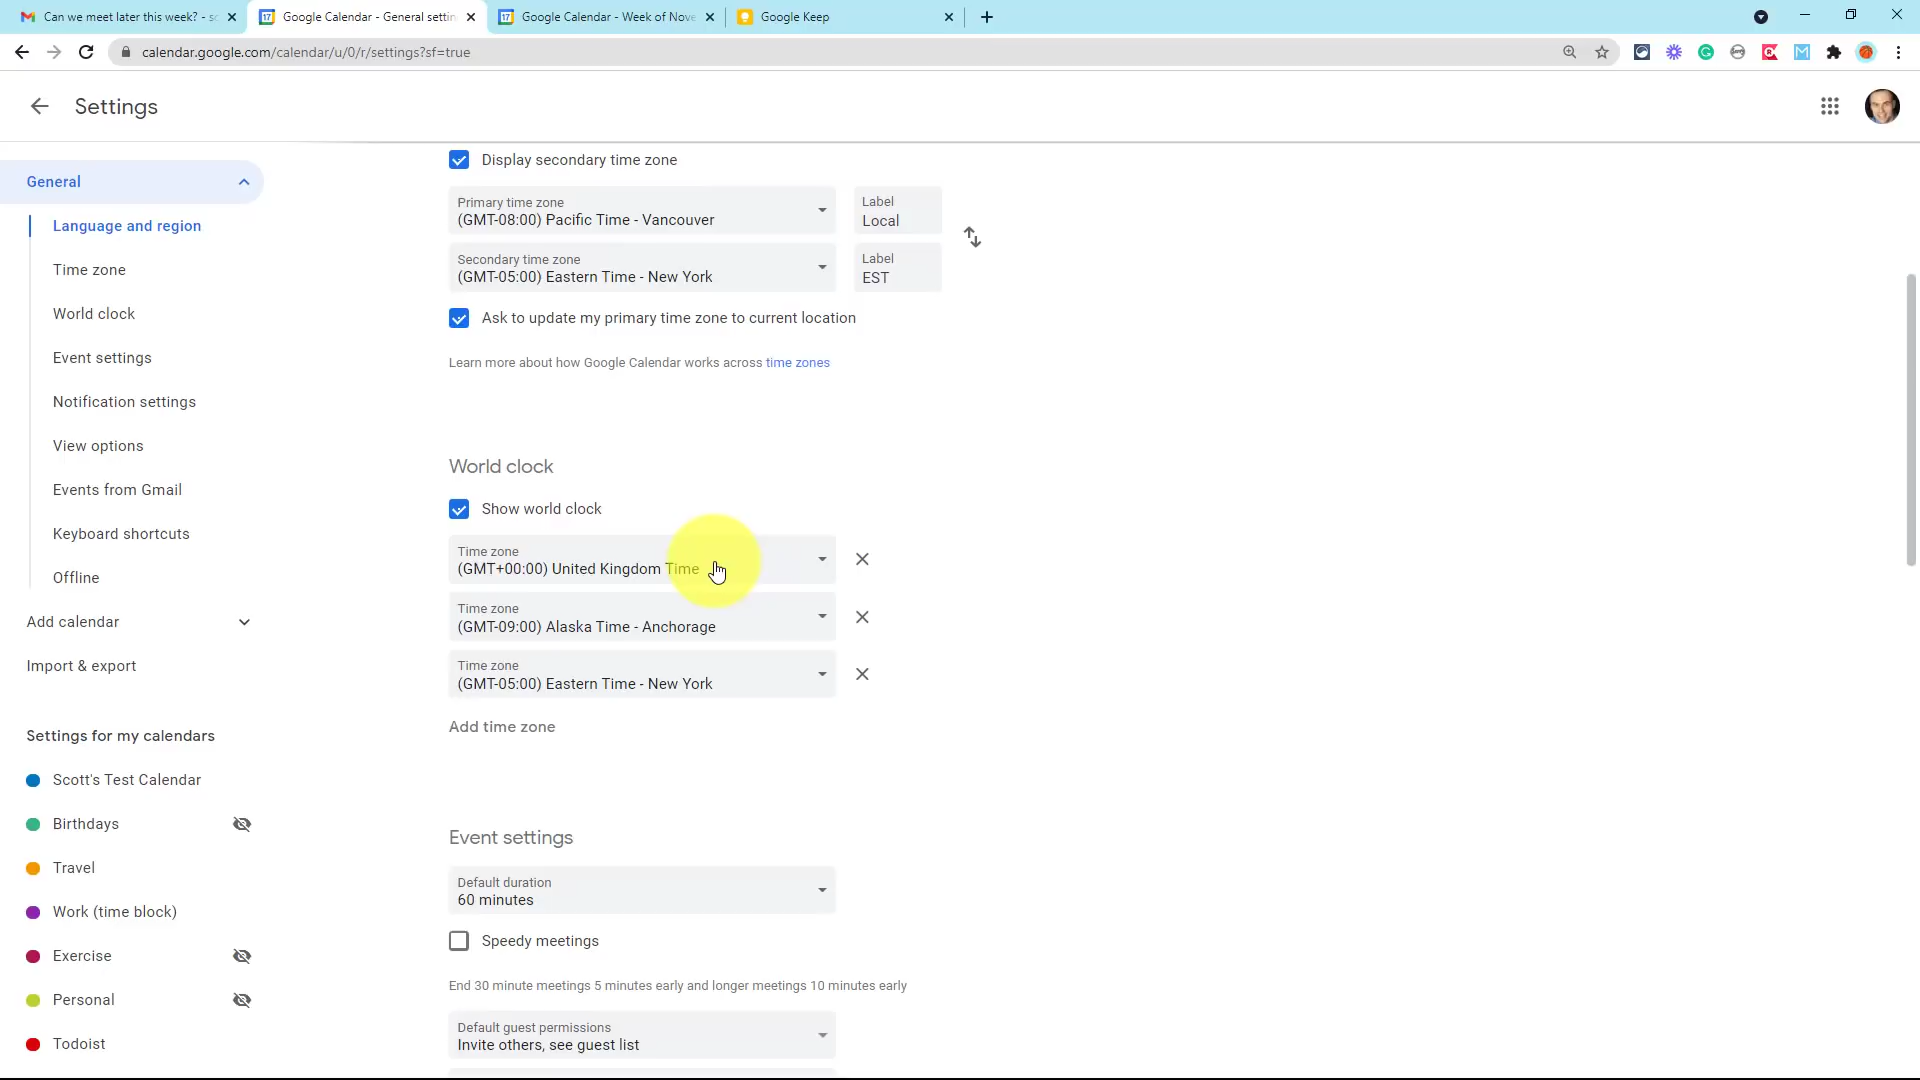 Can we meet later this week? - sc
Google Calendar - General settin
Google Calendar - Week of Nove
Google Keep
calendar.google.com/calendar/u/0/r/settings?sf=true
Settings
General
Language and region
Time zone
World clock
Event settings
Notification settings
View options
Events from Gmail
Keyboard shortcuts
Offline
Add calendar
Import & export
Settings for my calendars
Scott's Test Calendar
Birthdays
Travel
Work (time block)
Exercise
Personal
Todoist
Display secondary time zone
Primary time zone
(GMT-08:00) Pacific Time - Vancouver
Label
Local
Secondary time zone
(GMT-05:00) Eastern Time - New York
Label
EST
Ask to update my primary time zone to current location
Learn more about how Google Calendar works across time zones
World clock
Show world clock
Time zone
(GMT+00:00) United Kingdom Time
Time zone
(GMT-09:00) Alaska Time - Anchorage
Time zone
(GMT-05:00) Eastern Time - New York
Add time zone
Event settings
Default duration
60 minutes
Speedy meetings
End 30 minute meetings 5 minutes early and longer meetings 10 minutes early
Default guest permissions
Invite others, see guest list